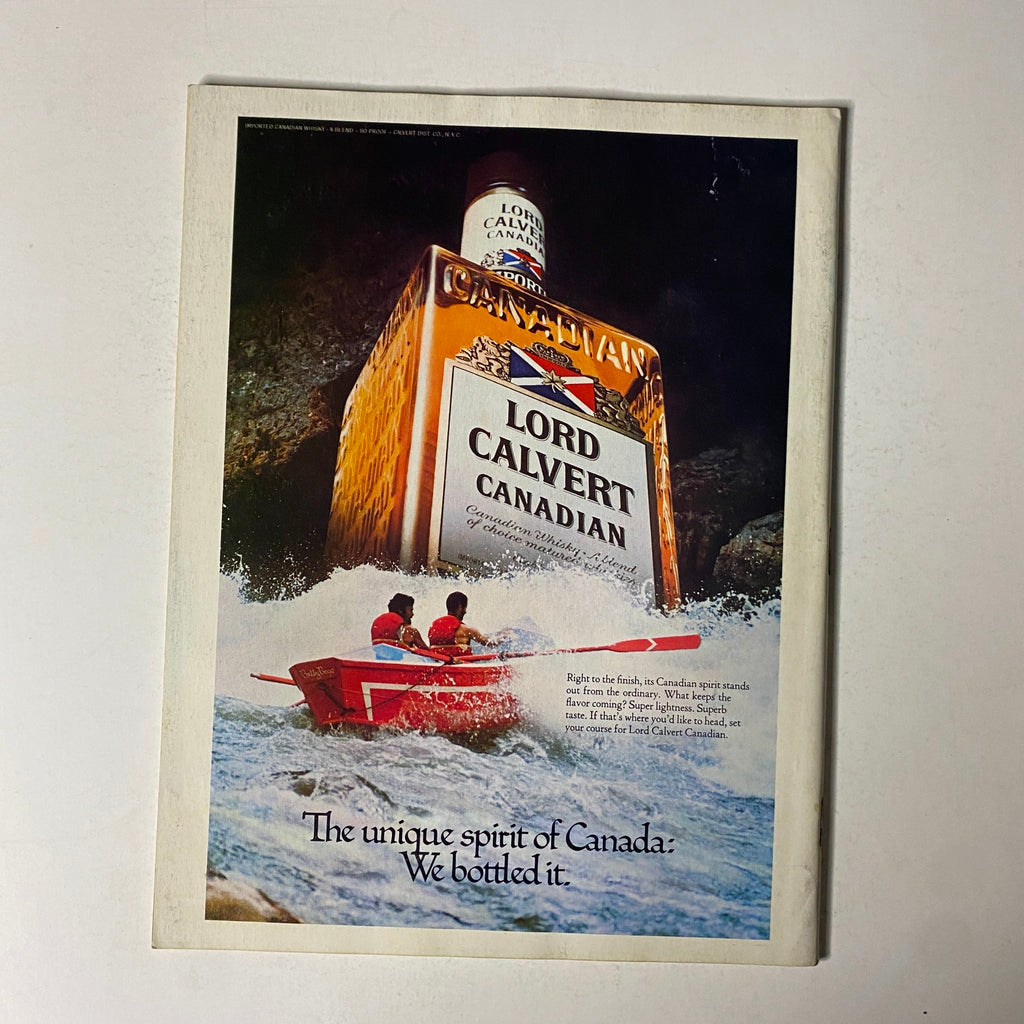 IMPORTED CANADIAN WHISKY • A BLEND • 80 PROOF • CALVERT DIST. CO., N.Y.C.
LORD
CALVERT
CANADIAN
IMPORT
CANADIAN
LORD
CALVERT
CANADIAN
Canadian Whisky-A blend
of choice matured
Right to the finish, its Canadian spirit stands
out from the ordinary. What keeps the
flavor coming? Super lightness. Superb
taste. If that's where you'd like to head, set
your course for Lord Calvert Canadian.
The unique spirit of Canada:
We bottled it.